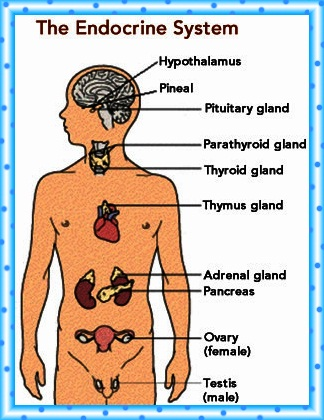 The Endocrine System
Hypothalamus
Pineal
Pituitary gland
Parathyroid gland
Thyroid gland
Thymus gland
Adrenal gland
Pancreas
Ovary
(female)
Testis
(male)